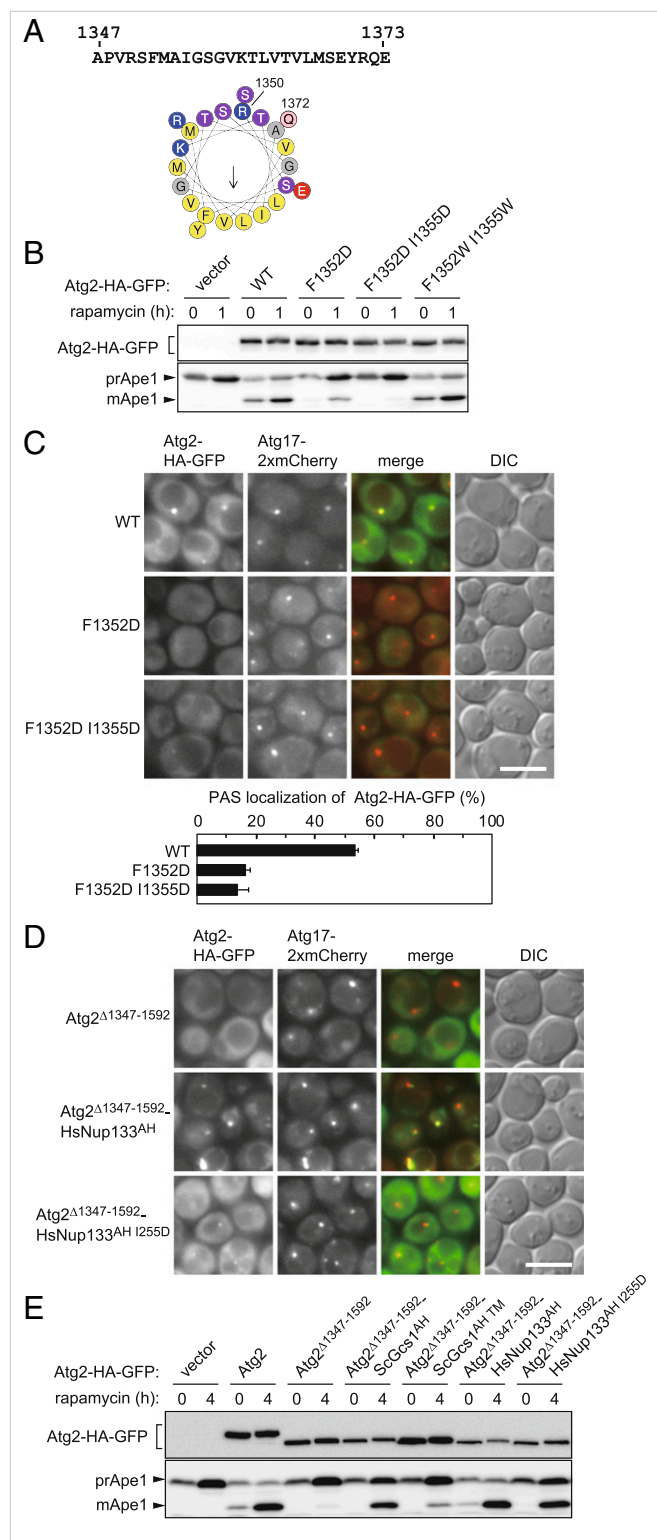 A
1347 1373
APVRSFMAIGSGVKTLVTVLMSEYRQE
S 1350
1372
T S R T Q
R M A
K V
M G
G S E
V L
Y F V L I
B
Atg2-HA-GFP: vector WT F1352D F1352D I1355D F1352W I1355W
rapamycin (h): 0 1 0 1 0 1 0 1 0 1
Atg2-HA-GFP
prApe1
mApe1
C
Atg2-HA-GFP Atg17-2xmCherry merge DIC
WT
F1352D
F1352D I1355D
PAS localization of Atg2-HA-GFP (%)
0 20 40 60 80 100
WT
F1352D
F1352D I1355D
D
Atg2-HA-GFP Atg17-2xmCherry merge DIC
Atg2Δ1347-1592
Atg2Δ1347-1592-
HsNup133AH
Atg2Δ1347-1592-
HsNup133AH I255D
E
Atg2-HA-GFP: vector Atg2 Atg2Δ1347-1592 Atg2Δ1347-1592-ScGcs1AH Atg2Δ1347-1592-ScGcs1AH TM Atg2Δ1347-1592-HsNup133AH Atg2Δ1347-1592-HsNup133AH I255D
rapamycin (h): 0 4 0 4 0 4 0 4 0 4 0 4 0 4
Atg2-HA-GFP
prApe1
mApe1